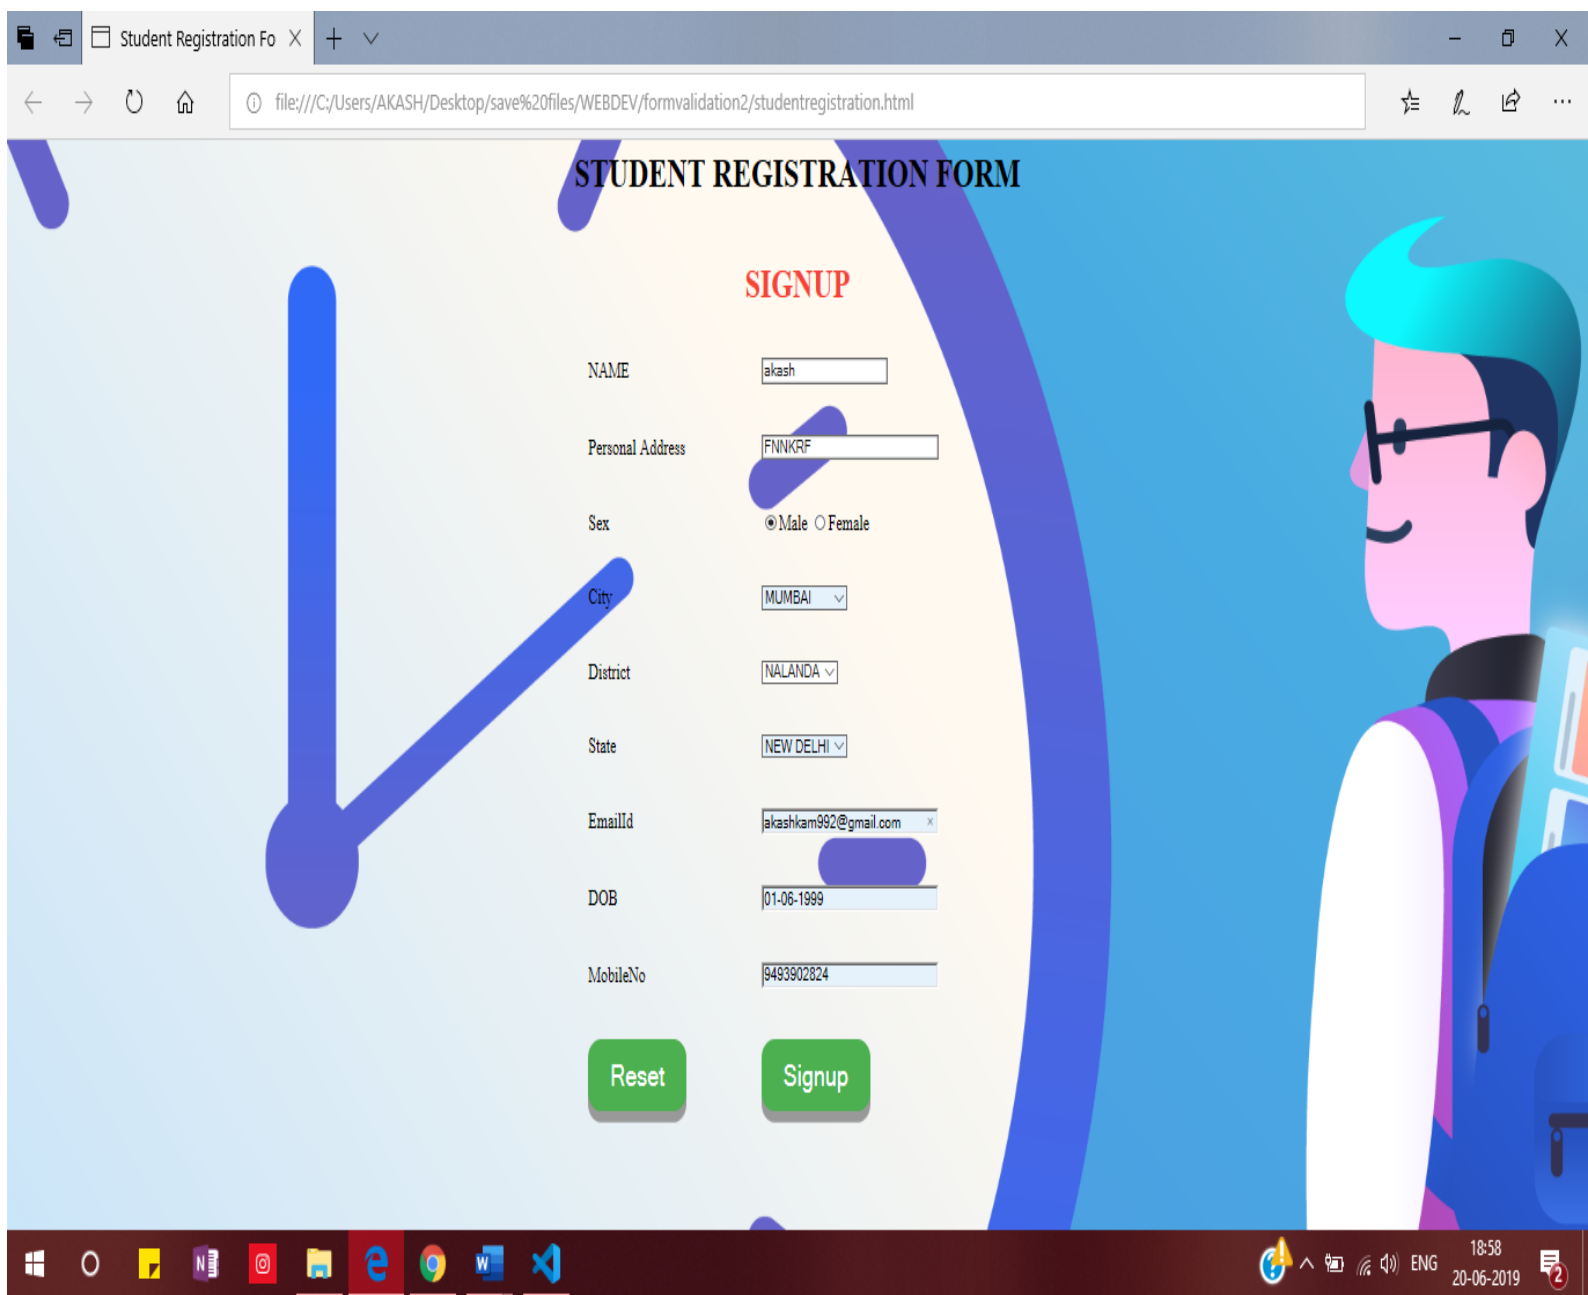 Student Registration Fo
file:///C:/Users/AKASH/Desktop/save%20files/WEBDEV/formvalidation2/studentregistration.html
STUDENT REGISTRATION FORM
SIGNUP
NAME akash
Personal Address FNNKRF
Sex Male Female
City MUMBAI
District NALANDA
State NEW DELHI
EmailId akashkam992@gmail.com
DOB 01-06-1999
MobileNo 9493902824
Reset Signup
ENG 18:58
20-06-2019
2